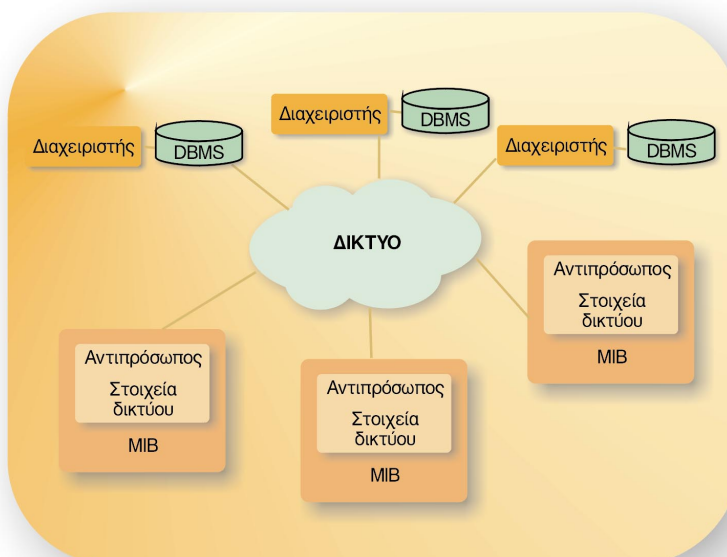 Διαχειριστής
DBMS
Διαχειριστής
DBMS
Διαχειριστής
DBMS
ΔΙΚΤΥΟ
Αντιπρόσωπος
Στοιχεία
δικτύου
MIB
Αντιπρόσωπος
Στοιχεία
δικτύου
MIB
Αντιπρόσωπος
Στοιχεία
δικτύου
MIB